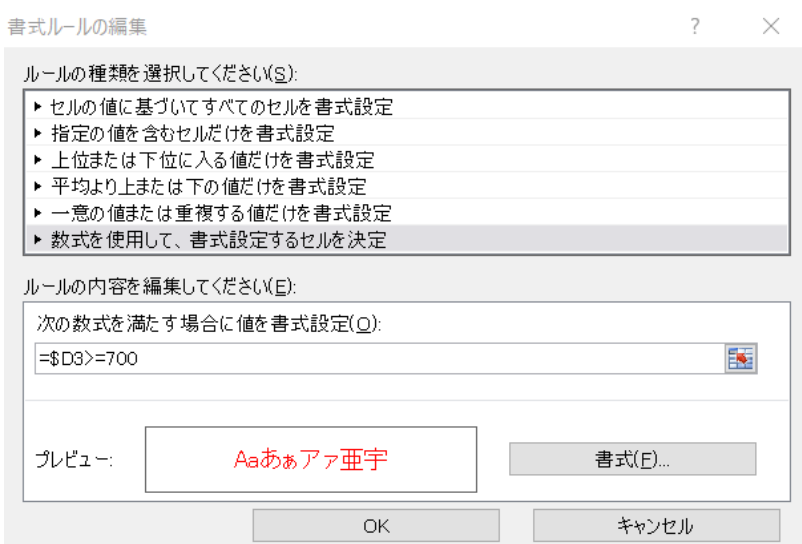 書式ルールの編集 ? ×
ルールの種類を選択してください(S):
► セルの値に基づいてすべてのセルを書式設定
► 指定の値を含むセルだけを書式設定
► 上位または下位に入る値だけを書式設定
► 平均より上または下の値だけを書式設定
► 一意の値または重複する値だけを書式設定
► 数式を使用して、書式設定するセルを決定
ルールの内容を編集してください(E):
次の数式を満たす場合に値を書式設定(O):
=$D3>=700
プレビュー: Aaあぁアァ亜宇 書式(F)...
OK キャンセル